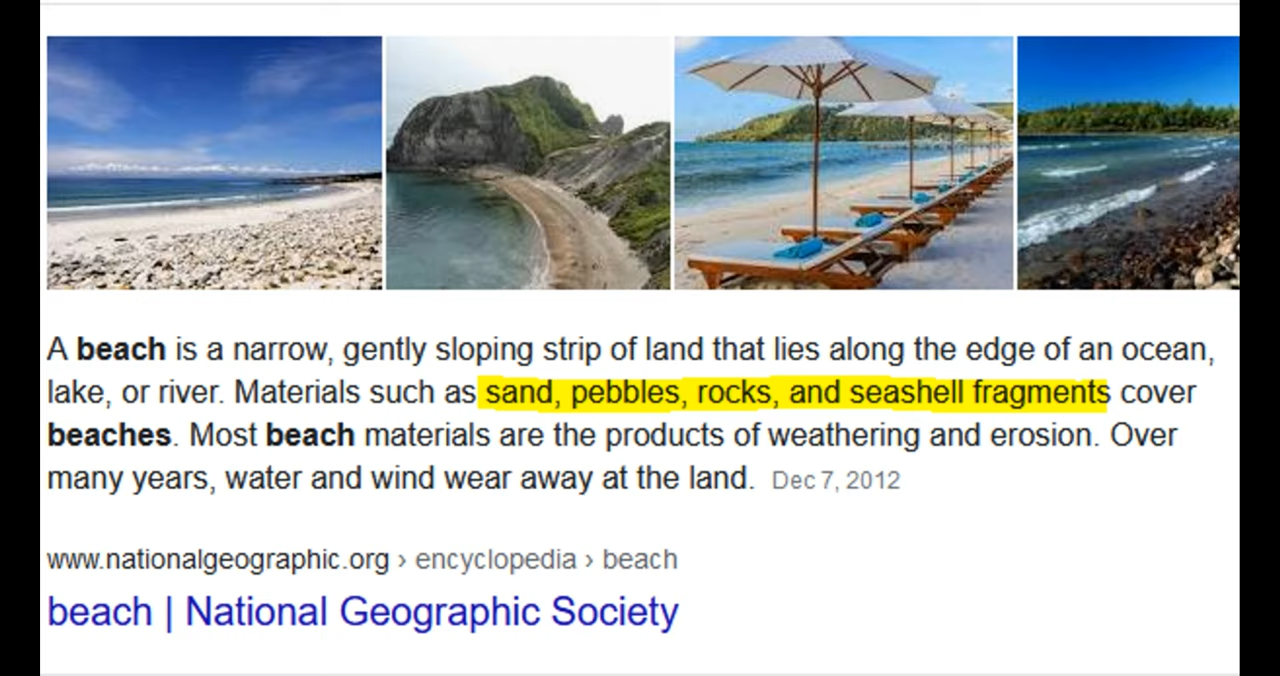 A beach is a narrow, gently sloping strip of land that lies along the edge of an ocean,
lake, or river. Materials such as sand, pebbles, rocks, and seashell fragments cover
beaches. Most beach materials are the products of weathering and erosion. Over
many years, water and wind wear away at the land. Dec 7, 2012
www.nationalgeographic.org › encyclopedia › beach
beach | National Geographic Society